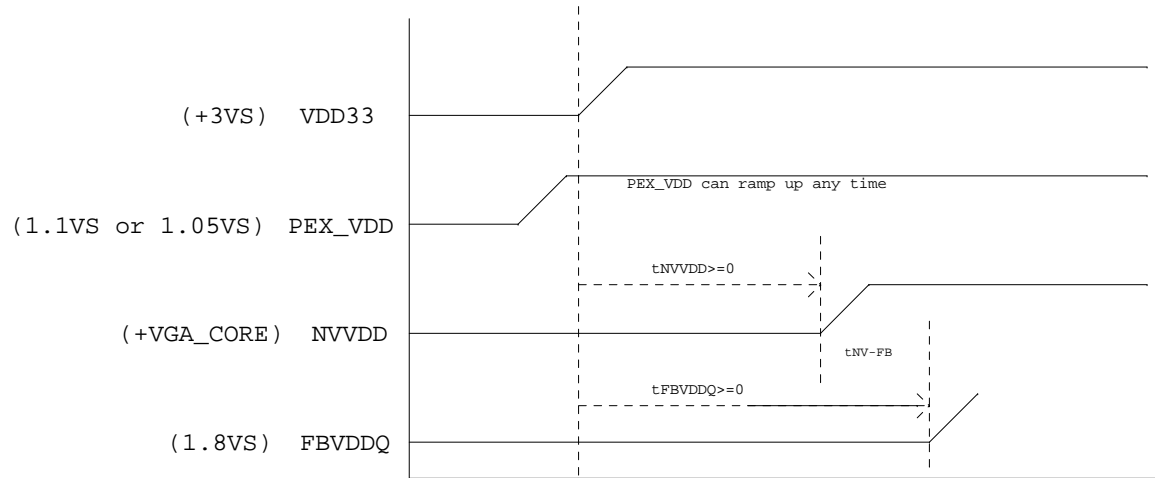 (+3VS) VDD33
PEX_VDD can ramp up any time
(1.1VS or 1.05VS) PEX_VDD
tNVVDD>=0
(+VGA_CORE) NVVDD
tNV-FB
tFBVDDQ>=0
(1.8VS) FBVDDQ